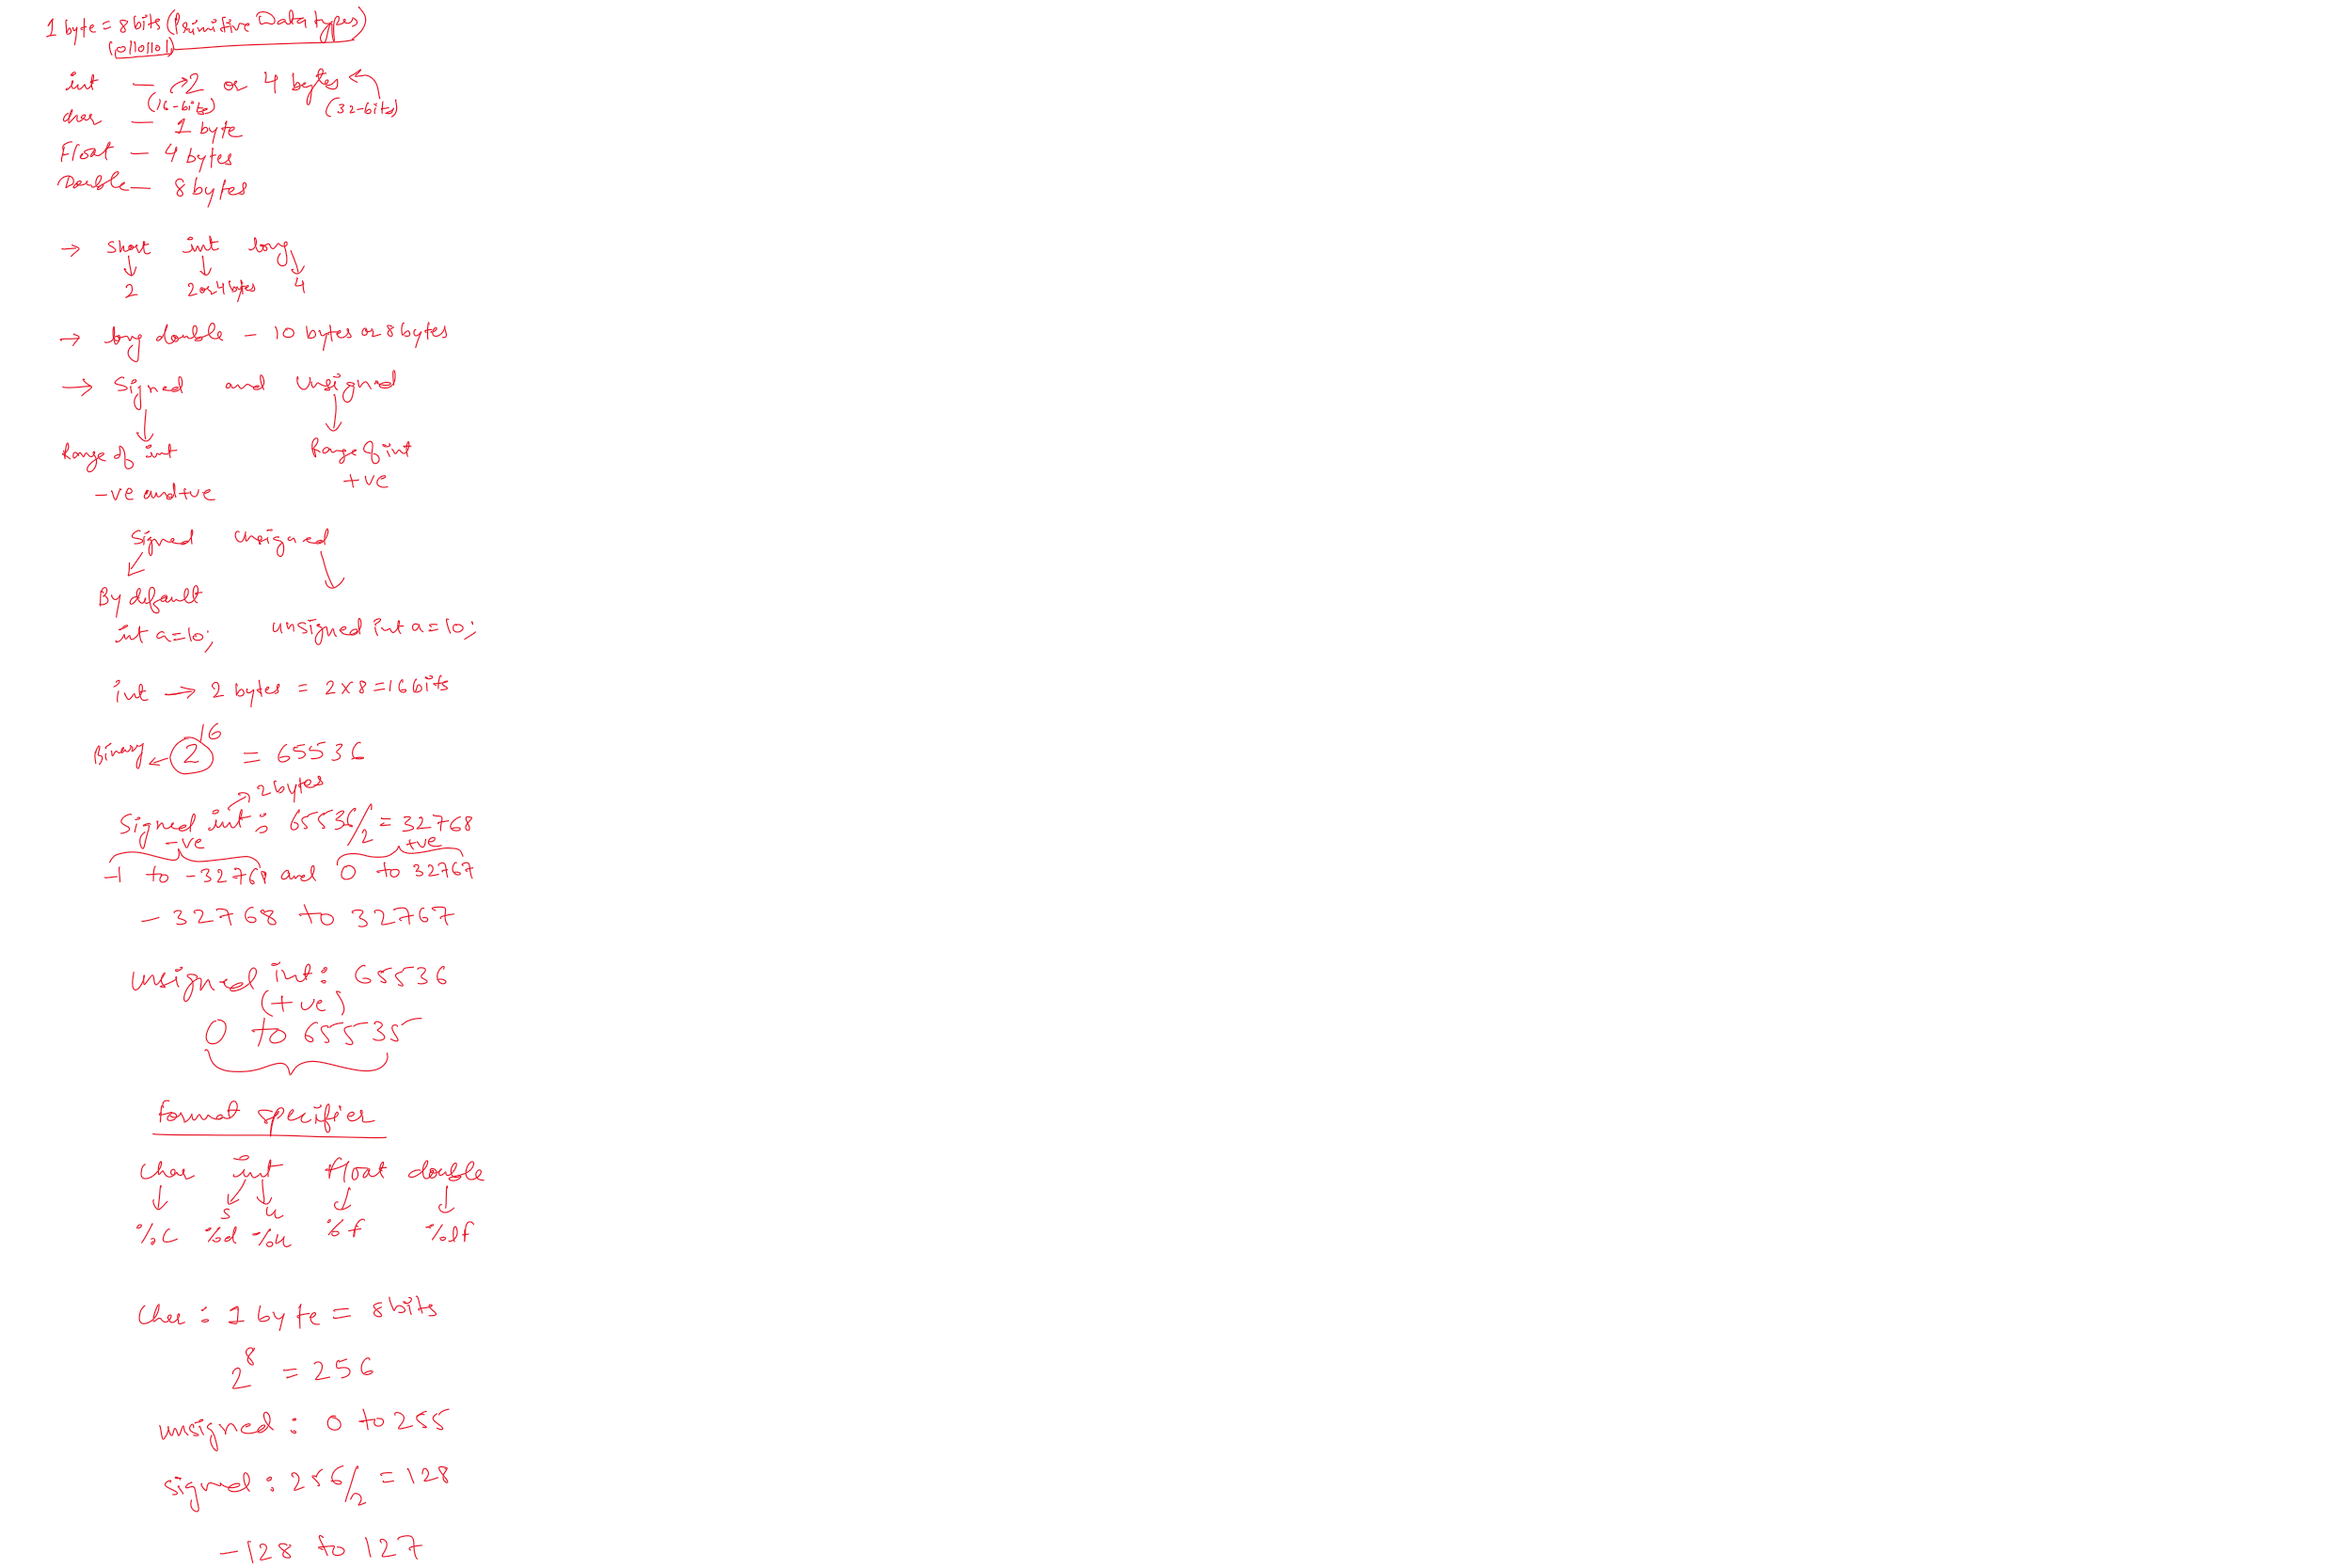 1 byte = 8 bits (Primitive Data types)
int — 2 or 4 bytes
(16-bits) (32-bits)
char — 1 byte
Float — 4 bytes
Double — 8 bytes
→ Short int long
2 2 or 4 bytes 4
→ long double - 10 bytes or 8 bytes
→ Signed and Unsigned
Range of int Range of int
-ve and +ve +ve
Signed Unsigned
By default
int a=10; unsigned int a=10;
int → 2 bytes = 2x8=16 bits
Binary ← 2^16 = 65536
2 bytes
Signed int: 65536/2 = 32768
-ve +ve
-1 to -32768 and 0 to 32767
-32768 to 32767
unsigned int: 65536
(+ve)
0 to 65535
format specifier
char int float double
s u
%c %d %u %f %lf
Char: 1 byte = 8 bits
2^8 = 256
unsigned: 0 to 255
signed: 256/2 = 128
-128 to 127